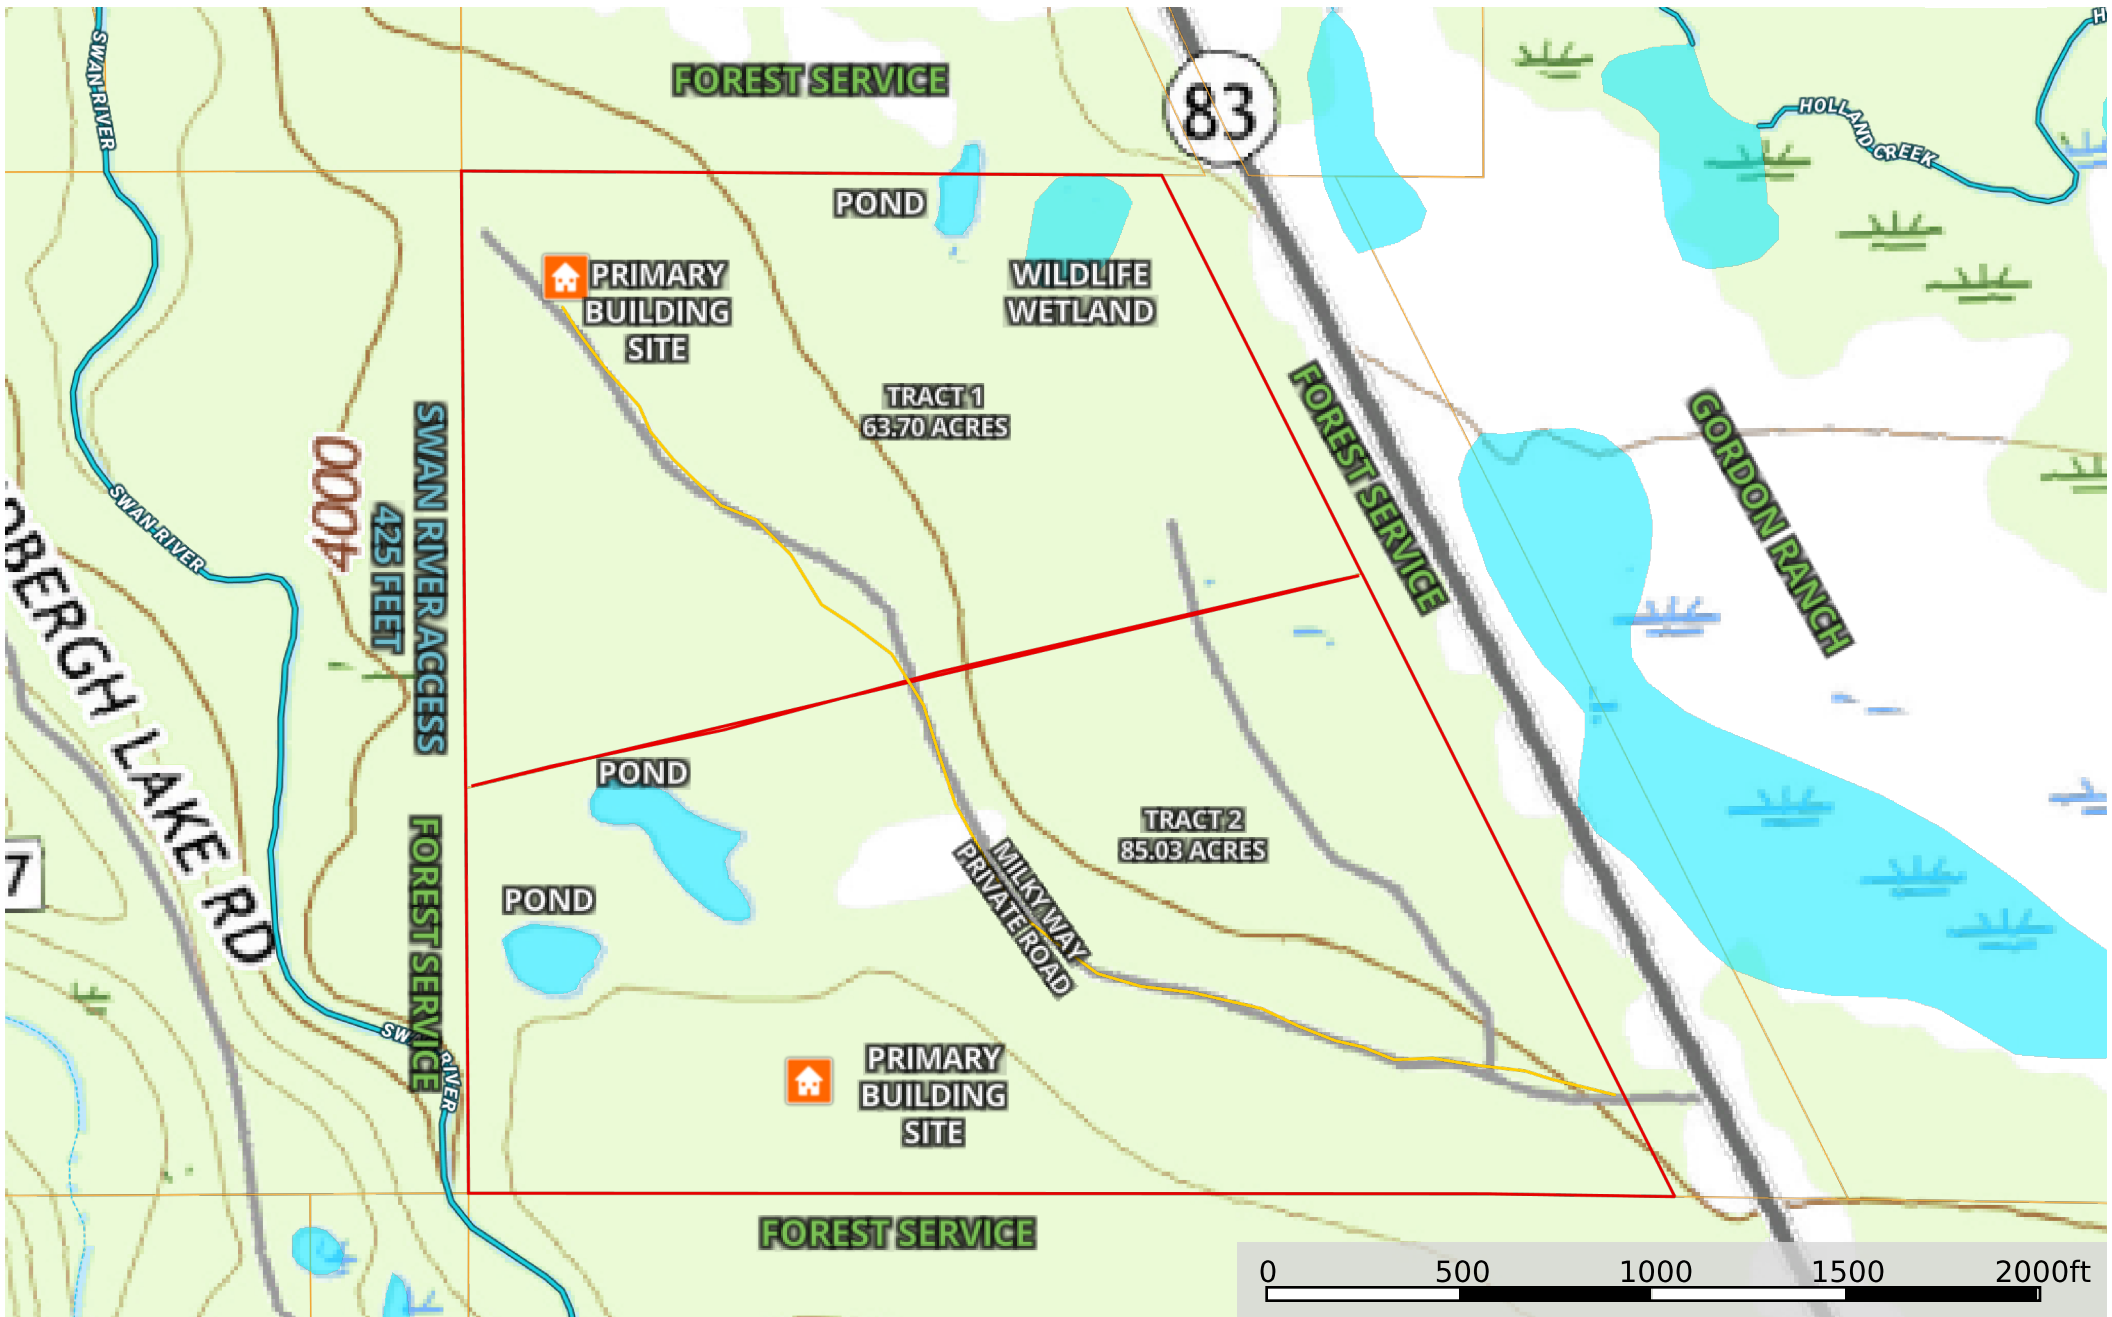 FOREST SERVICE
83
SWAN RIVER
HOLLAND CREEK
POND
PRIMARY
BUILDING
SITE
WILDLIFE
WETLAND
TRACT 1
63.70 ACRES
FOREST SERVICE
GORDON RANCH
SWAN RIVER ACCESS
425 FEET
4000
SWAN RIVER
LAKE RD
POND
TRACT 2
85.03 ACRES
MILKY WAY
PRIVATE ROAD
7
POND
FOREST SERVICE
RIVER
PRIMARY
BUILDING
SITE
FOREST SERVICE
0 500 1000 1500 2000ft